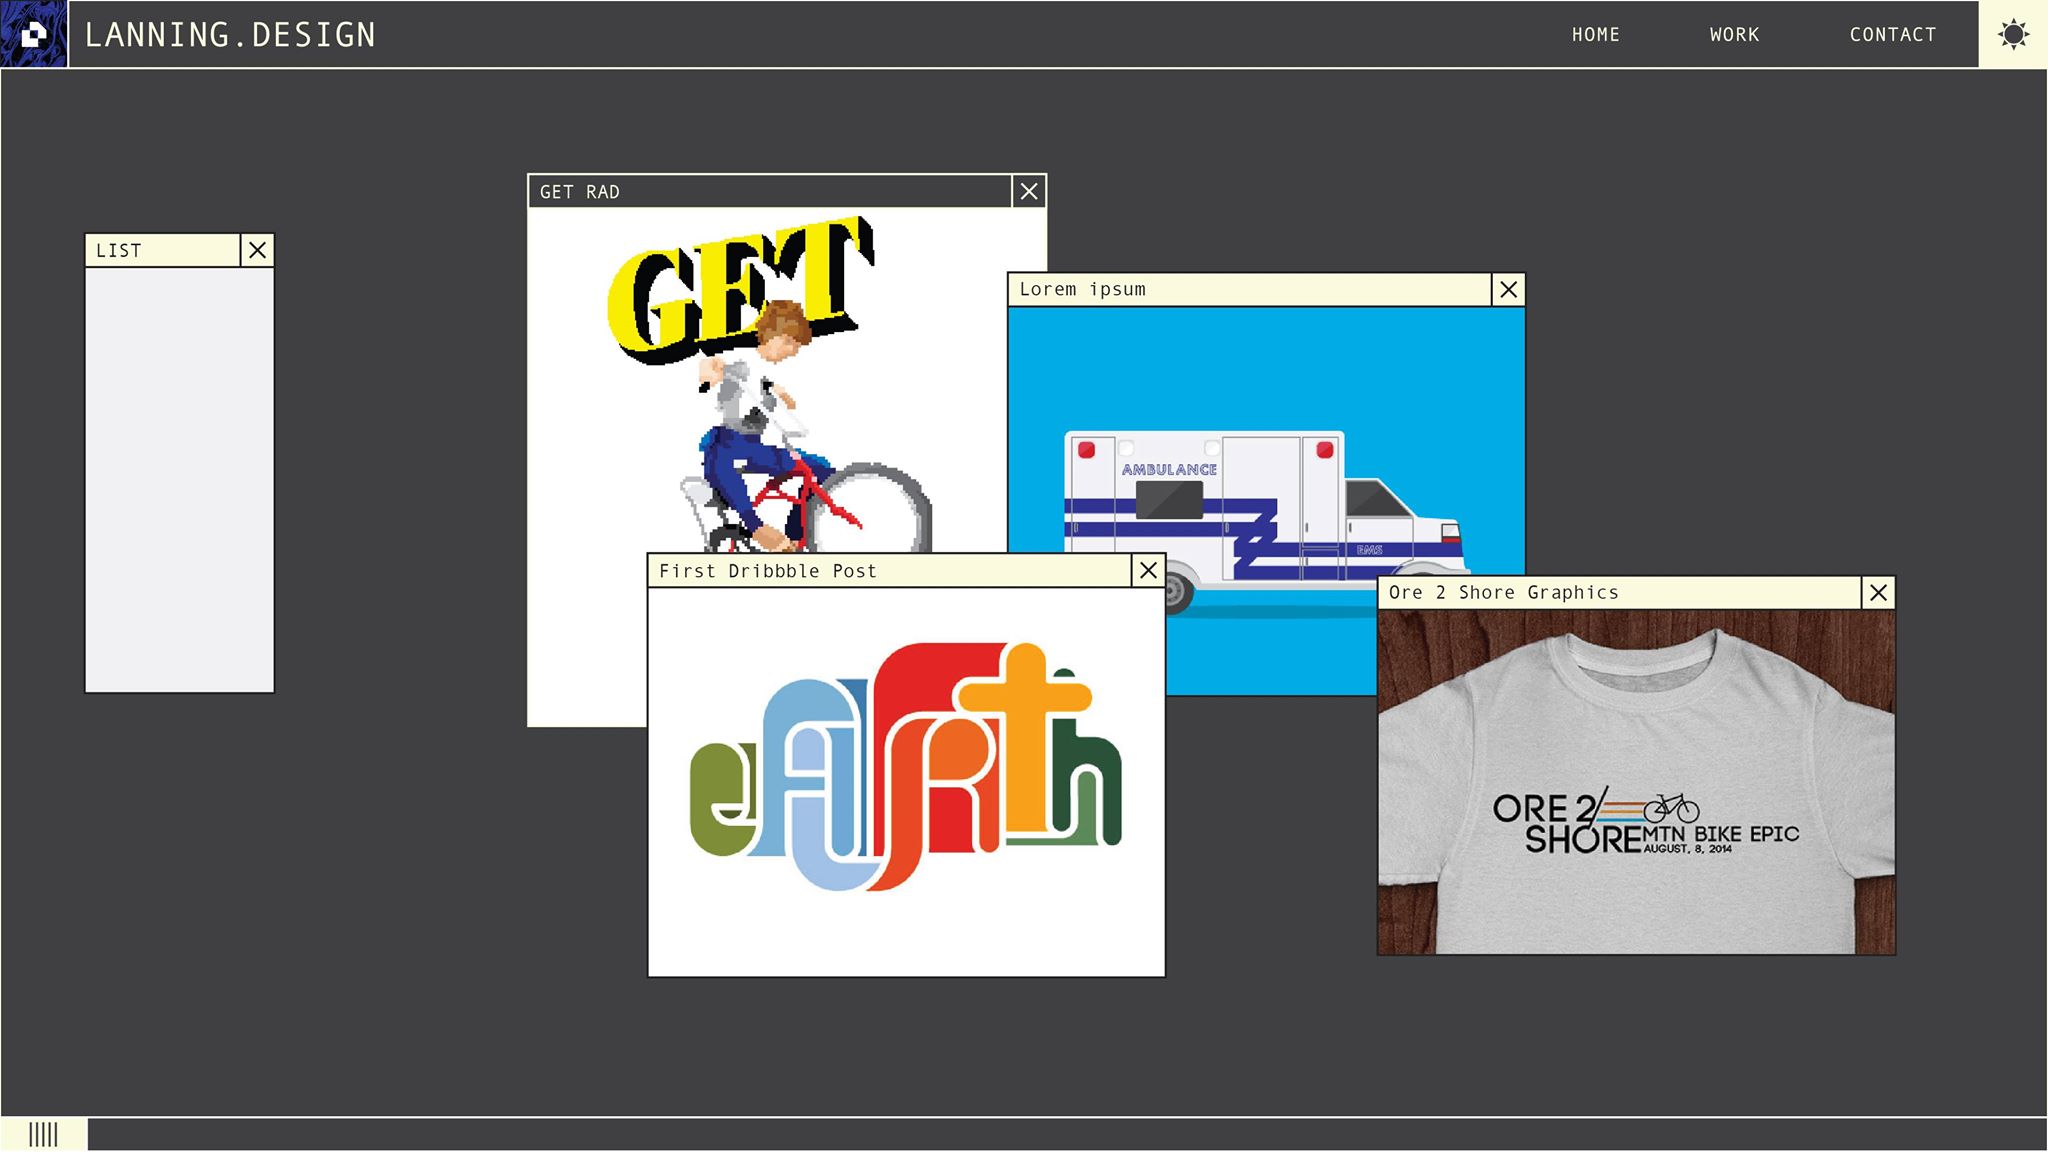 LANNING.DESIGN
HOME
WORK
CONTACT
LIST
GET RAD
GET
Lorem ipsum
AMBULANCE
EMS
First Dribbble Post
eARth
Ore 2 Shore Graphics
ORE 2
SHORE MTN BIKE EPIC
AUGUST, 8, 2014